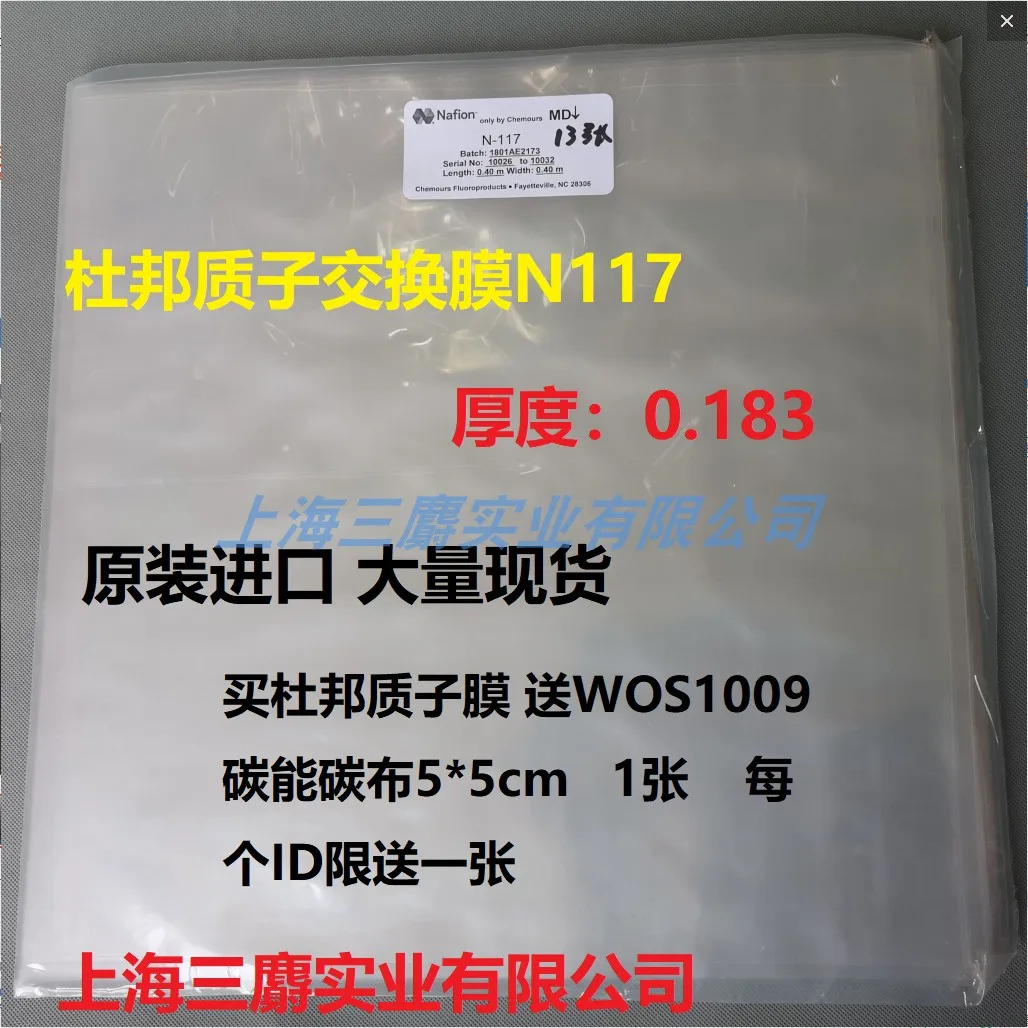 Nafion™ only by Chemours MD↓
N-117 13张
Batch: 1801AE2173
Serial No: 10026 to 10032
Length: 0.40 m Width: 0.40 m
Chemours Fluoroproducts • Fayetteville, NC 28306
杜邦质子交换膜N117
厚度：0.183
上海三麝实业有限公司
原装进口 大量现货
买杜邦质子膜 送WOS1009
碳能碳布5*5cm 1张 每
个ID限送一张
上海三麝实业有限公司